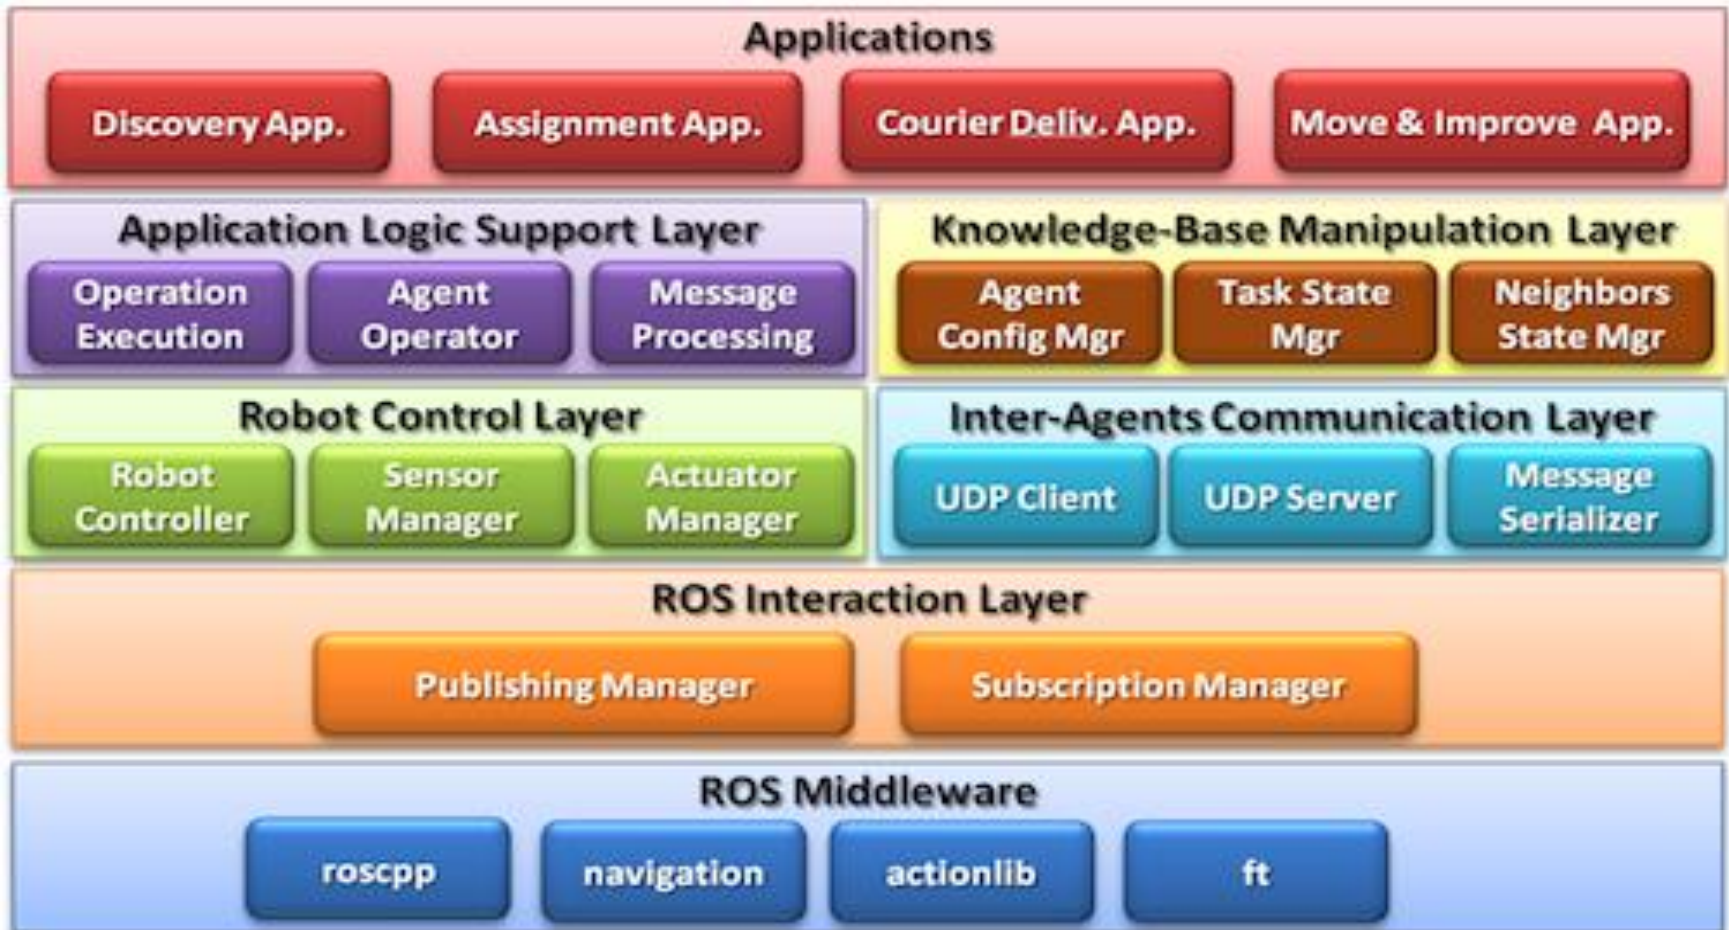 Applications
Discovery App.
Assignment App.
Courier Deliv. App.
Move & Improve App.
Application Logic Support Layer
Operation
Execution
Agent
Operator
Message
Processing
Knowledge-Base Manipulation Layer
Agent
Config Mgr
Task State
Mgr
Neighbors
State Mgr
Robot Control Layer
Robot
Controller
Sensor
Manager
Actuator
Manager
Inter-Agents Communication Layer
UDP Client
UDP Server
Message
Serializer
ROS Interaction Layer
Publishing Manager
Subscription Manager
ROS Middleware
roscpp
navigation
actionlib
ft